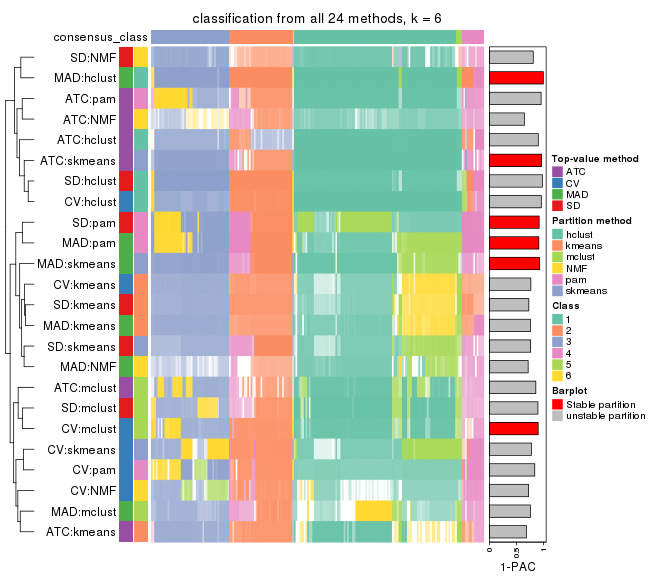 classification from all 24 methods, k = 6
consensus_class
SD:NMF
MAD:hclust
ATC:pam
ATC:NMF
ATC:hclust
ATC:skmeans
SD:hclust
CV:hclust
SD:pam
MAD:pam
MAD:skmeans
CV:kmeans
SD:kmeans
MAD:kmeans
SD:skmeans
MAD:NMF
ATC:mclust
SD:mclust
CV:mclust
CV:skmeans
CV:pam
CV:NMF
MAD:mclust
ATC:kmeans
0
0.5
1
1-PAC
Top-value method
ATC
CV
MAD
SD
Partition method
hclust
kmeans
mclust
NMF
pam
skmeans
Class
1
2
3
4
5
6
Barplot
Stable partition
unstable partition